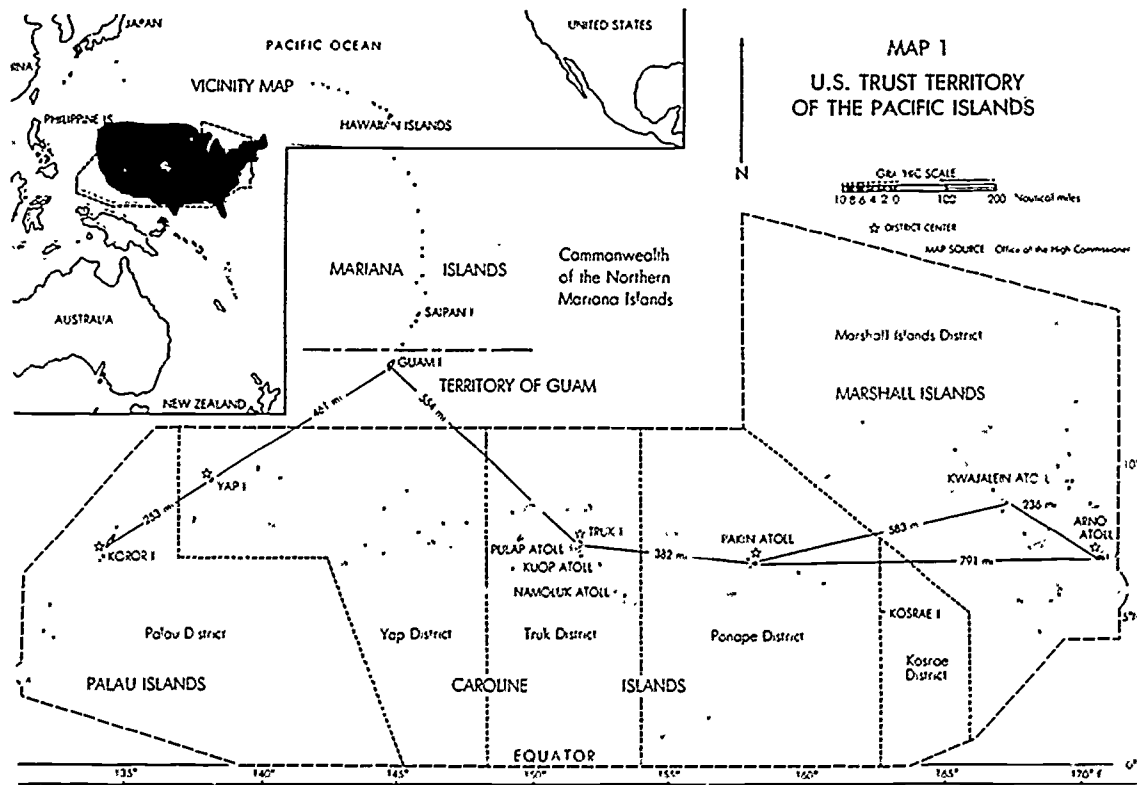 JAPAN
PACIFIC OCEAN
UNITED STATES
VICINITY MAP
HAWAIIAN ISLANDS
PHILIPPINE IS.
AUSTRALIA
NEW ZEALAND
MAP 1
U.S. TRUST TERRITORY
OF THE PACIFIC ISLANDS
N
GRAPHIC SCALE
10 8 6 4 2 0 100 200 Nautical miles
☆ DISTRICT CENTER
MAP SOURCE Office of the High Commissioner
MARIANA ISLANDS
Commonwealth
of the Northern
Mariana Islands
SAIPAN I
GUAM I
TERRITORY OF GUAM
Marshall Islands District
MARSHALL ISLANDS
461 mi
554 mi
YAP I
253 mi
KOROR I
TRUK I
PULAP ATOLL
KUOP ATOLL
NAMOLUK ATOLL
382 mi
PAKIN ATOLL
583 mi
KWAJALEIN ATOLL
236 mi
ARNO
ATOLL
791 mi
10°
5°
KOSRAE I
Palau District
Yap District
Truk District
Ponape District
Kosrae
District
PALAU ISLANDS
CAROLINE ISLANDS
EQUATOR
0°
135° 140° 145° 150° 155° 160° 165° 170° E